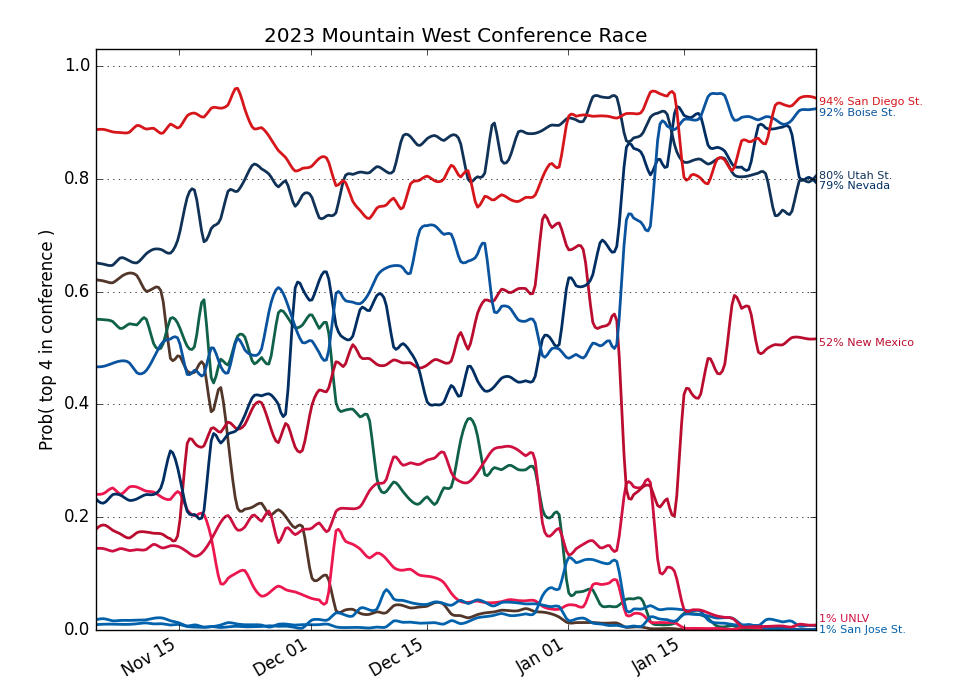 2023 Mountain West Conference Race
Prob( top 4 in conference )
1.0
0.8
0.6
0.4
0.2
0.0
Nov 15
Dec 01
Dec 15
Jan 01
Jan 15
94% San Diego St.
92% Boise St.
80% Utah St.
79% Nevada
52% New Mexico
1% UNLV
1% San Jose St.